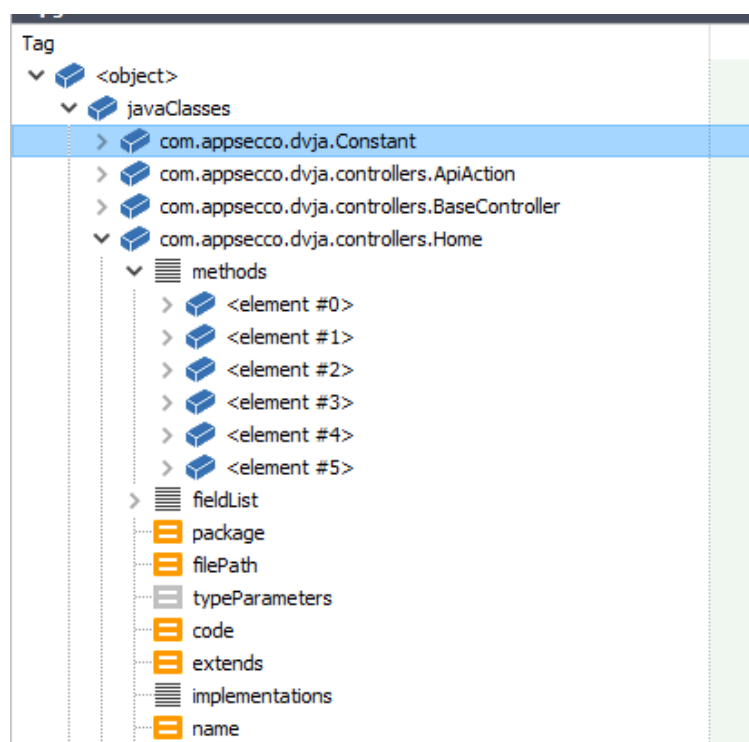 Tag
<object>
javaClasses
com.appsecco.dvja.Constant
com.appsecco.dvja.controllers.ApiAction
com.appsecco.dvja.controllers.BaseController
com.appsecco.dvja.controllers.Home
methods
<element #0>
<element #1>
<element #2>
<element #3>
<element #4>
<element #5>
fieldList
package
filePath
typeParameters
code
extends
implementations
name